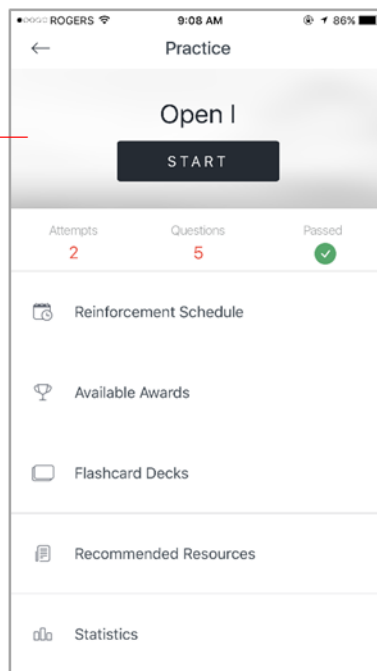 ROGERS 9:08 AM 86%
Practice
Open I
START
Attempts Questions Passed
2 5
Reinforcement Schedule
Available Awards
Flashcard Decks
Recommended Resources
Statistics